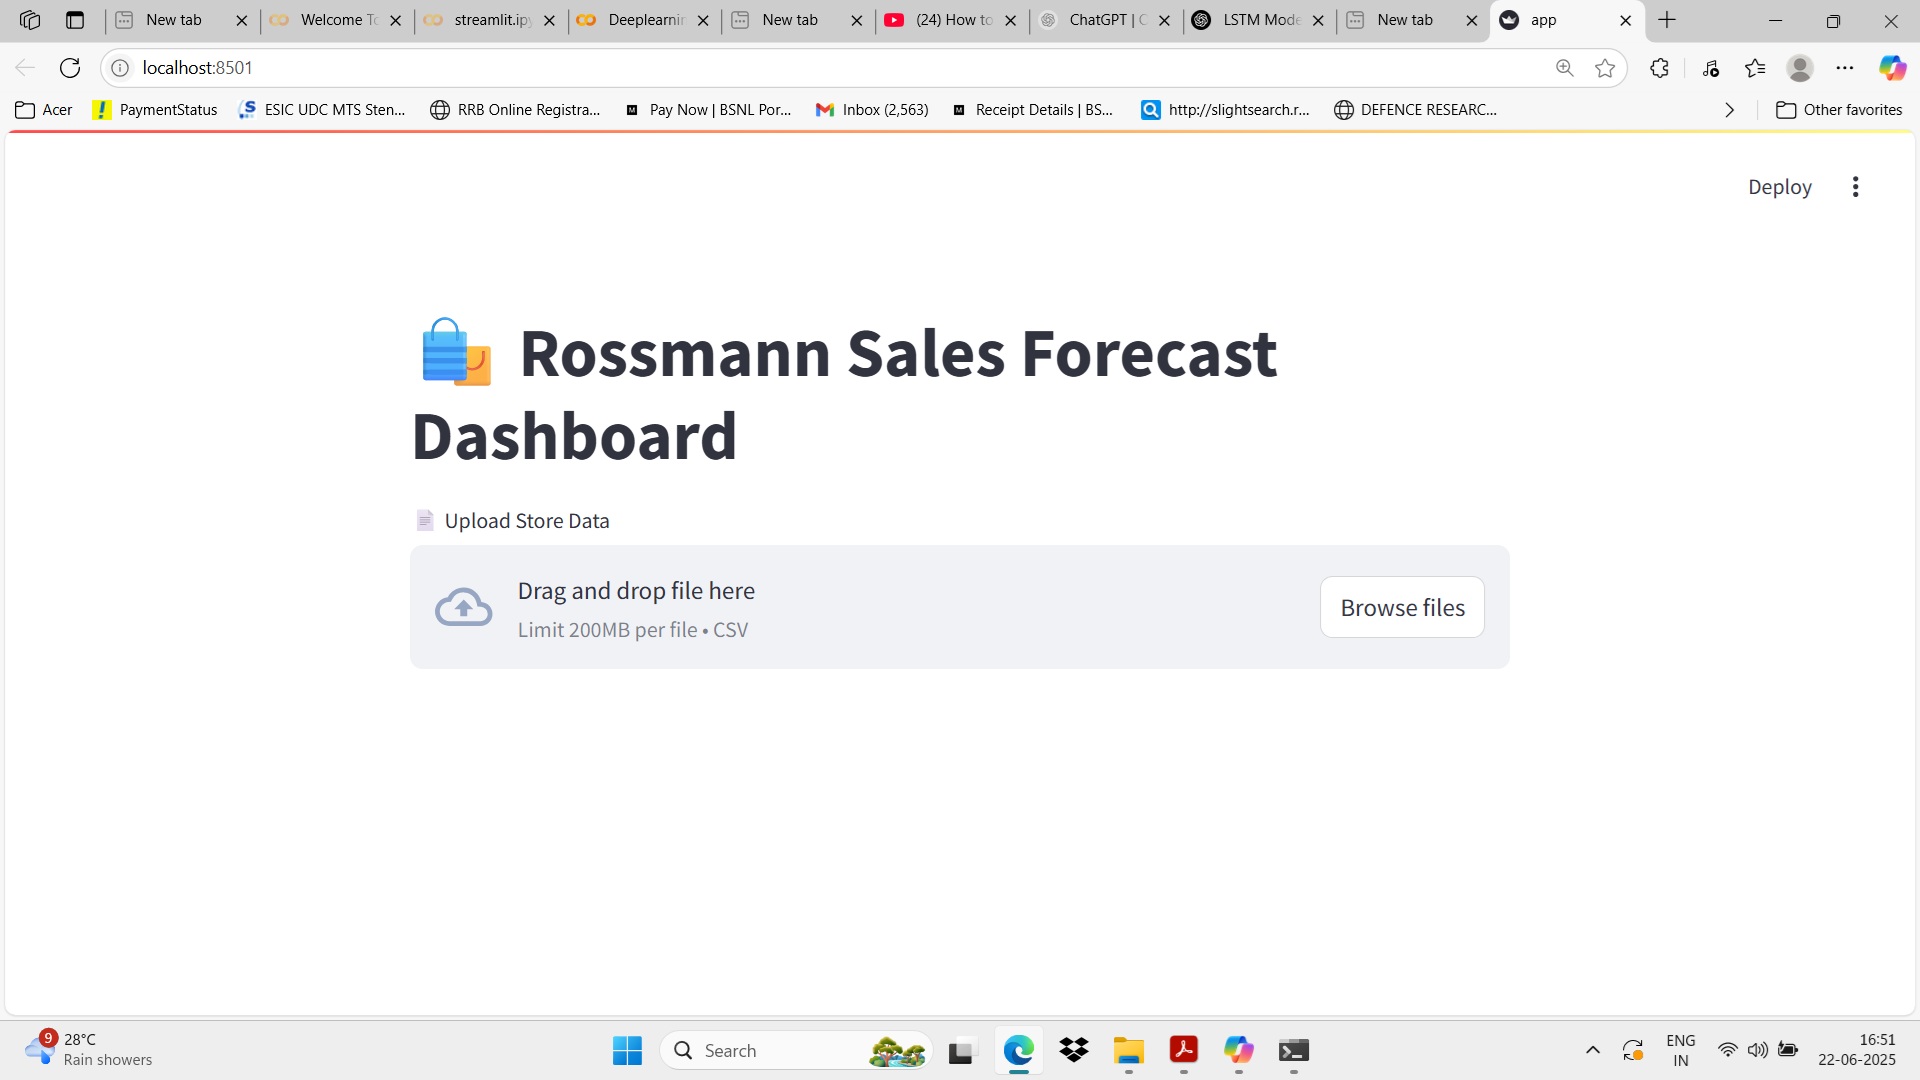 New tab
Welcome Tc
streamlit.ipy
Deeplearnin
New tab
(24) How to
ChatGPT | C
LSTM Mode
New tab
app
localhost:8501
Acer
PaymentStatus
ESIC UDC MTS Sten...
RRB Online Registra...
Pay Now | BSNL Por...
Inbox (2,563)
Receipt Details | BS...
http://slightsearch.r...
DEFENCE RESEARC...
Other favorites
Deploy
Rossmann Sales Forecast
Dashboard
Upload Store Data
Drag and drop file here
Limit 200MB per file • CSV
Browse files
9
28°C
Rain showers
Search
ENG
IN
16:51
22-06-2025